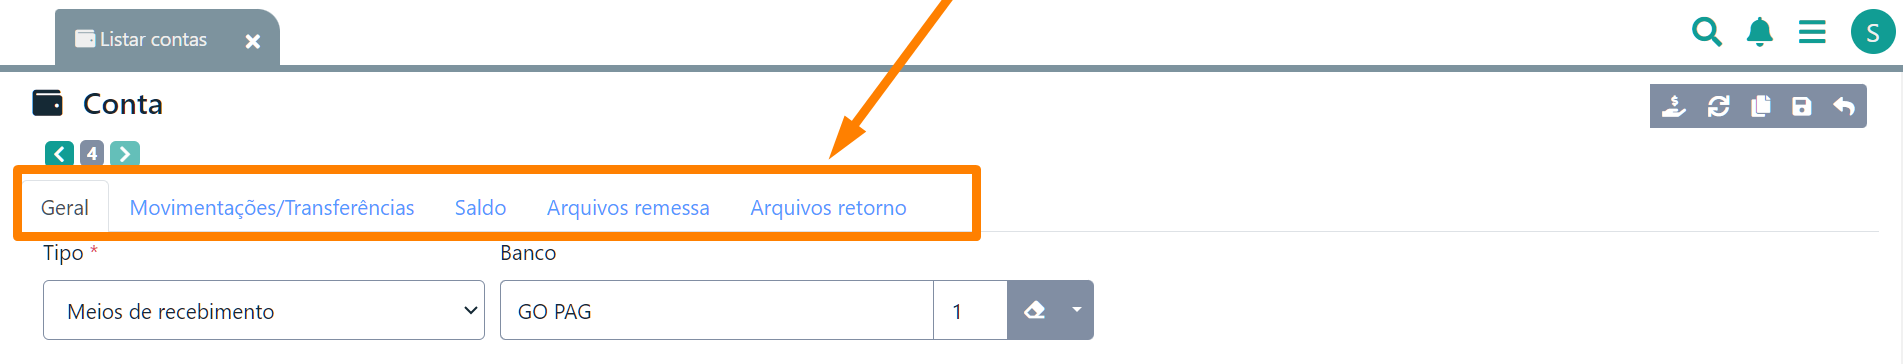 Listar contas
S
Conta
4
Geral Movimentações/Transferências Saldo Arquivos remessa Arquivos retorno
Tipo * Banco
Meios de recebimento GO PAG 1